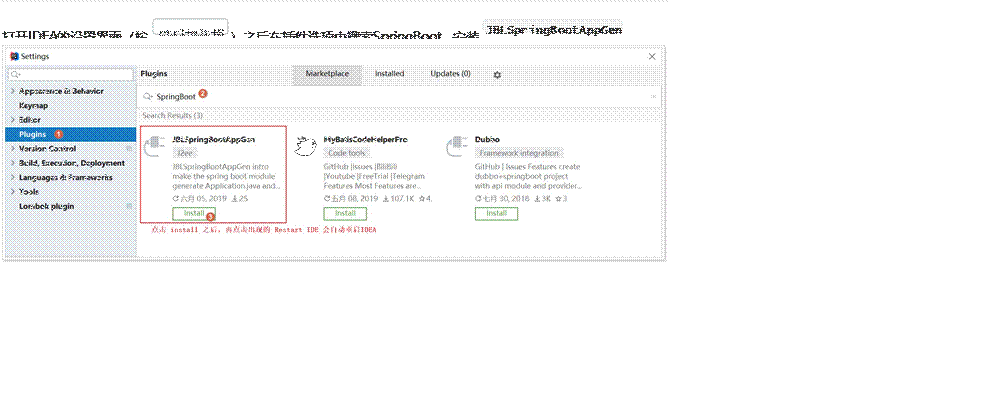 打开IDEA的设置界面（按 ）之后在插件选项中搜索SpringBoot，安装 JBLSpringBootAppGen
Settings
Plugins Marketplace Installed Updates (0)
Appearance & Behavior
Keymap
Editor
Plugins 1
Version Control
Build, Execution, Deployment
Languages & Frameworks
Tools
Lombok plugin
SpringBoot 2
Search Results (3)
JBLSpringBootAppGen
J2ee
JBLSpringBootAppGen intro
make the spring boot module
generate Application.java and...
六月 05, 2019 25
Install 3
MyBatisCodeHelperPro
Code tools
GitHub |Issues |BiliBili
|Youtube |FreeTrial |Telegram
Features Most Features are...
五月 08, 2019 107.1K 4.
Install
Dubbo
Framework integration
GitHub | Issues Features create
dubbo+springboot project
with api module and provider...
七月 30, 2018 3K 3
Install
点击 install 之后，再点击出现的 Restart IDE 会自动重启IDEA